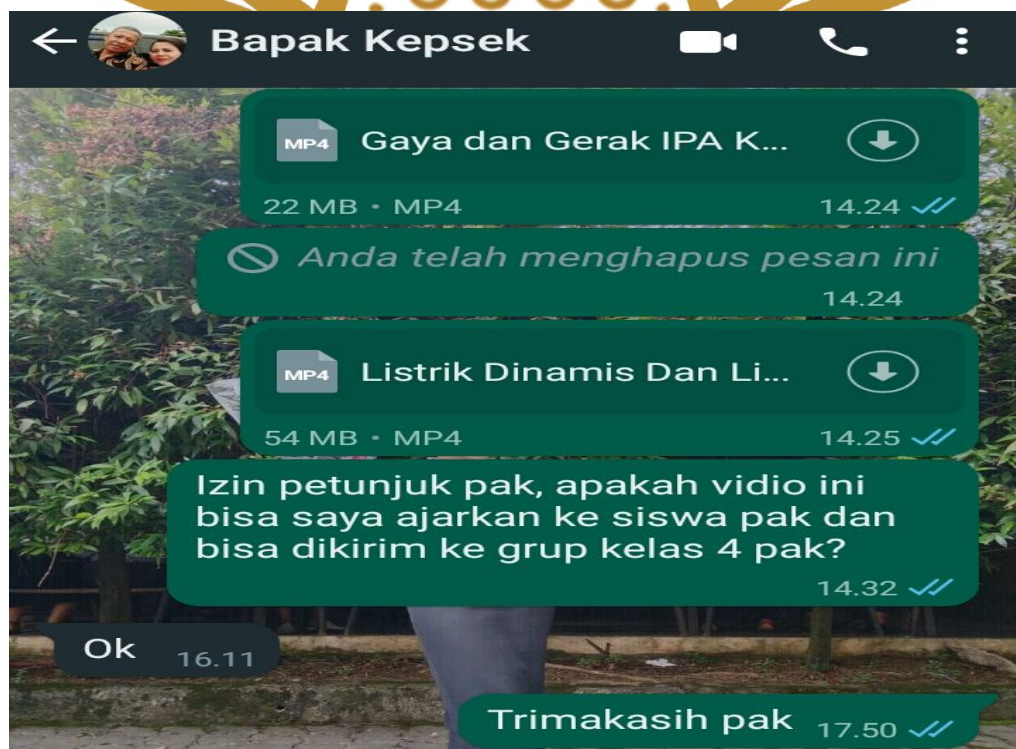 Bapak Kepsek
MP4
Gaya dan Gerak IPA K...
22 MB • MP4
14.24
Anda telah menghapus pesan ini
14.24
MP4
Listrik Dinamis Dan Li...
54 MB • MP4
14.25
Izin petunjuk pak, apakah vidio ini
bisa saya ajarkan ke siswa pak dan
bisa dikirim ke grup kelas 4 pak?
14.32
Ok
16.11
Trimakasih pak
17.50